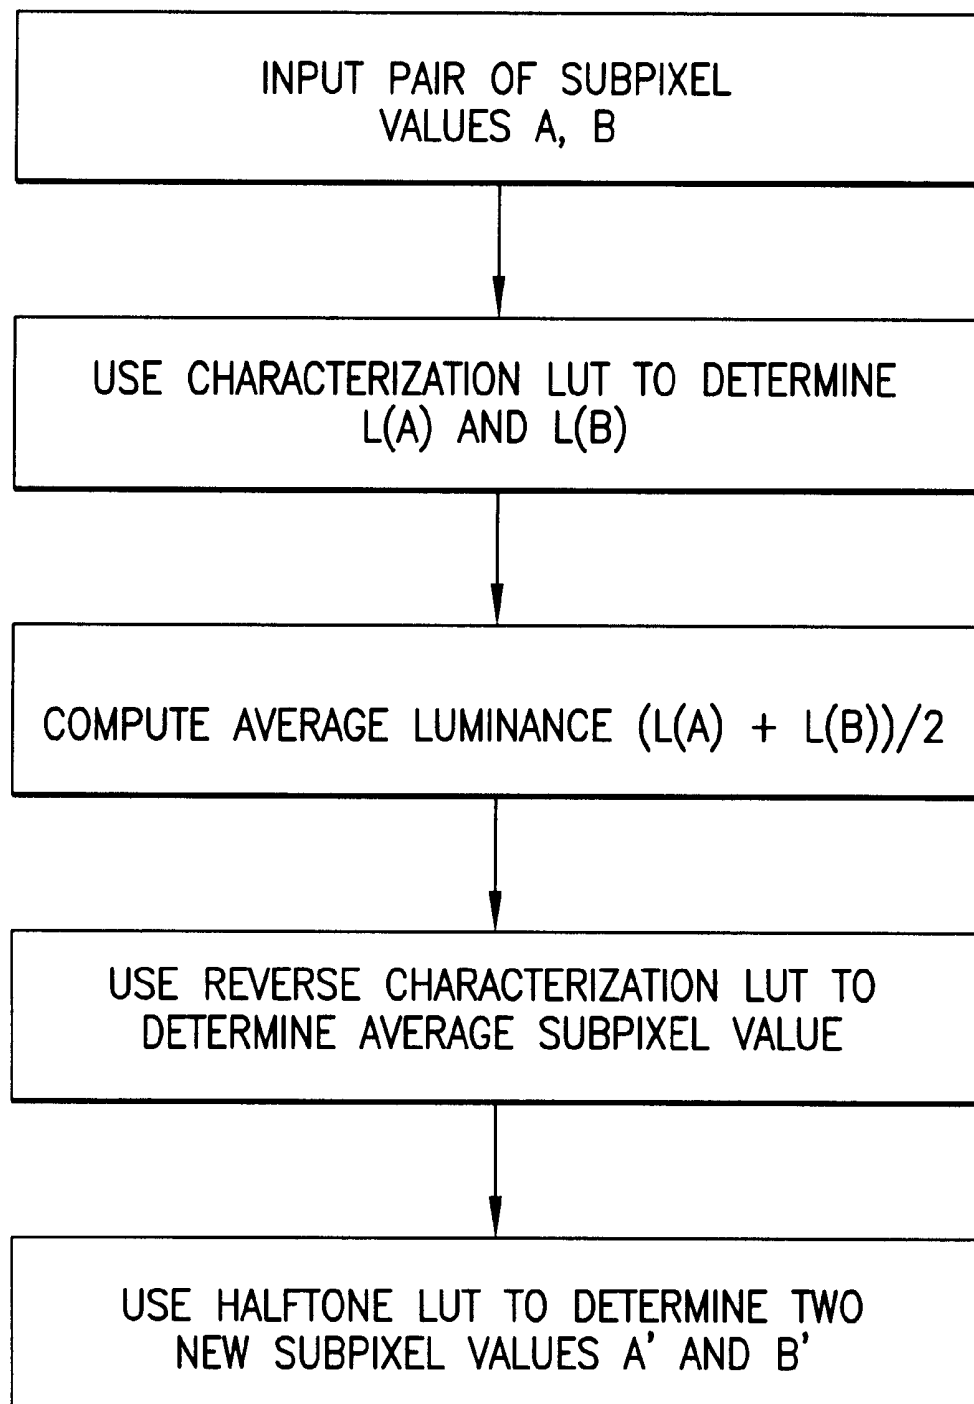 INPUT PAIR OF SUBPIXEL
VALUES A, B
USE CHARACTERIZATION LUT TO DETERMINE
L(A) AND L(B)
COMPUTE AVERAGE LUMINANCE (L(A) + L(B))/2
USE REVERSE CHARACTERIZATION LUT TO
DETERMINE AVERAGE SUBPIXEL VALUE
USE HALFTONE LUT TO DETERMINE TWO
NEW SUBPIXEL VALUES A' AND B'